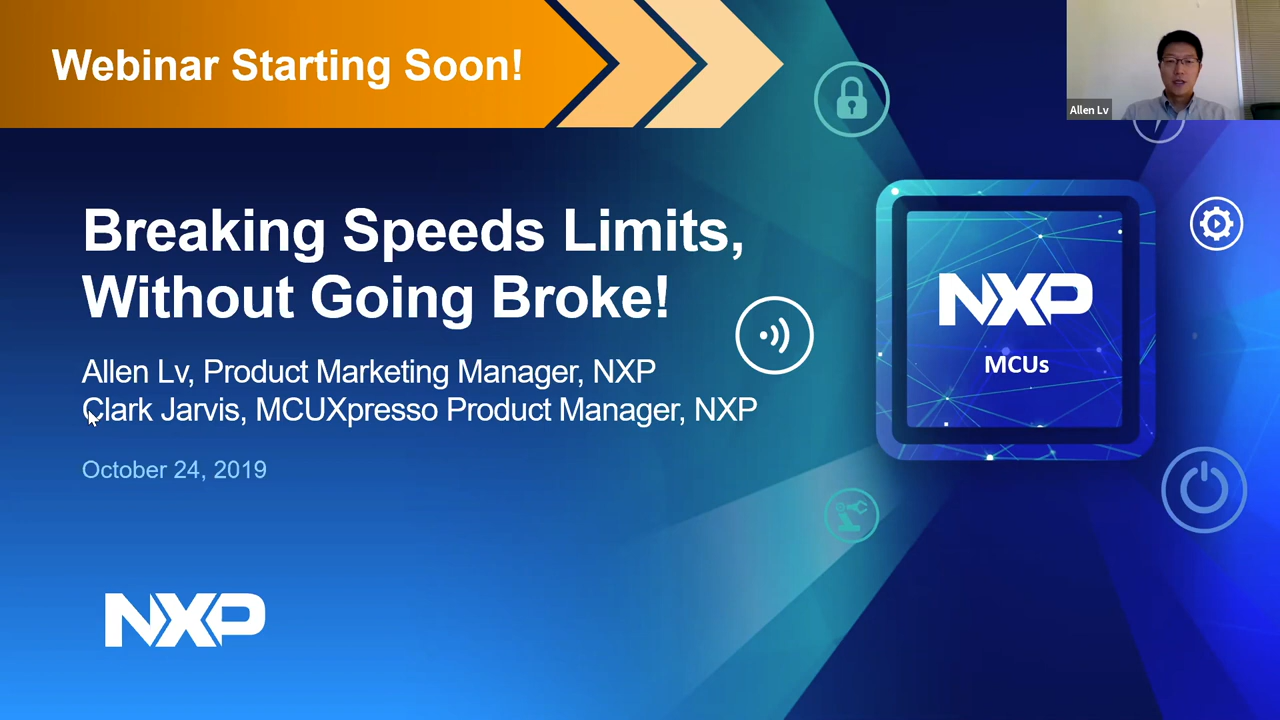 Webinar Starting Soon!
Allen Lv
Breaking Speeds Limits,
Without Going Broke!
Allen Lv, Product Marketing Manager, NXP
Clark Jarvis, MCUXpresso Product Manager, NXP
October 24, 2019
NXP
MCUs
NXP